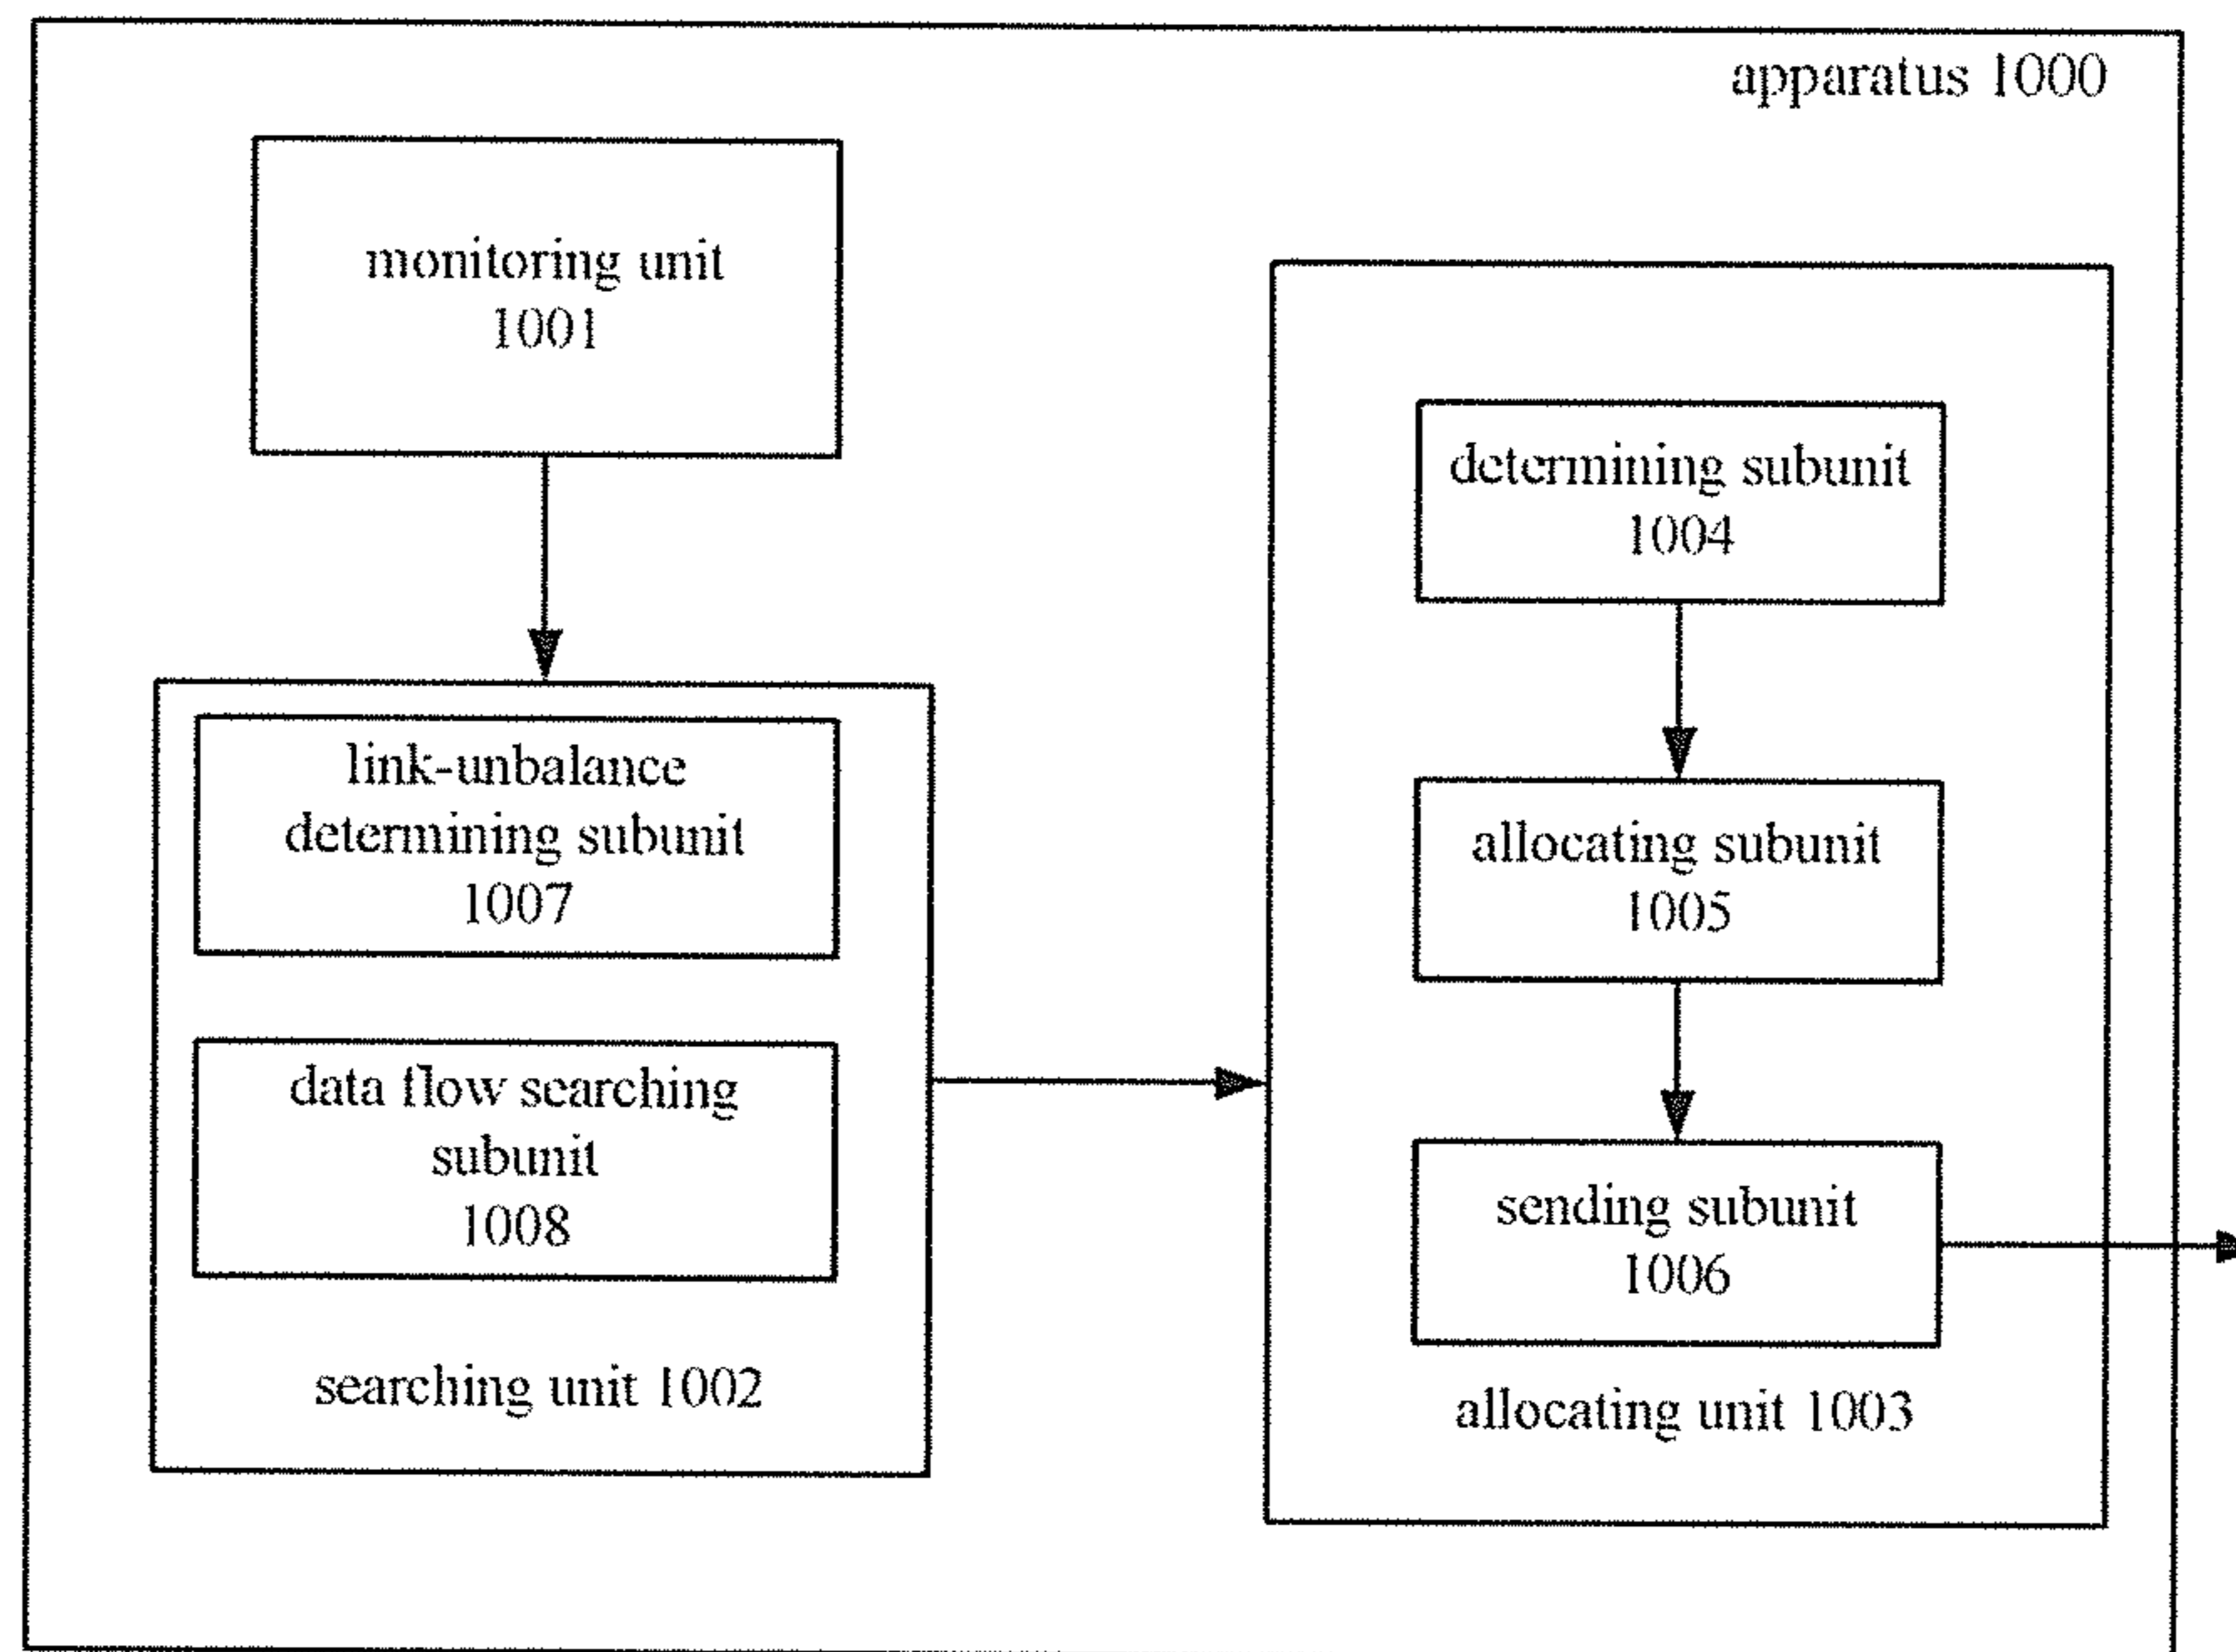 apparatus 1000
monitoring unit
1001
link-unbalance
determining subunit
1007
data flow searching
subunit
1008
searching unit 1002
determining subunit
1004
allocating subunit
1005
sending subunit
1006
allocating unit 1003